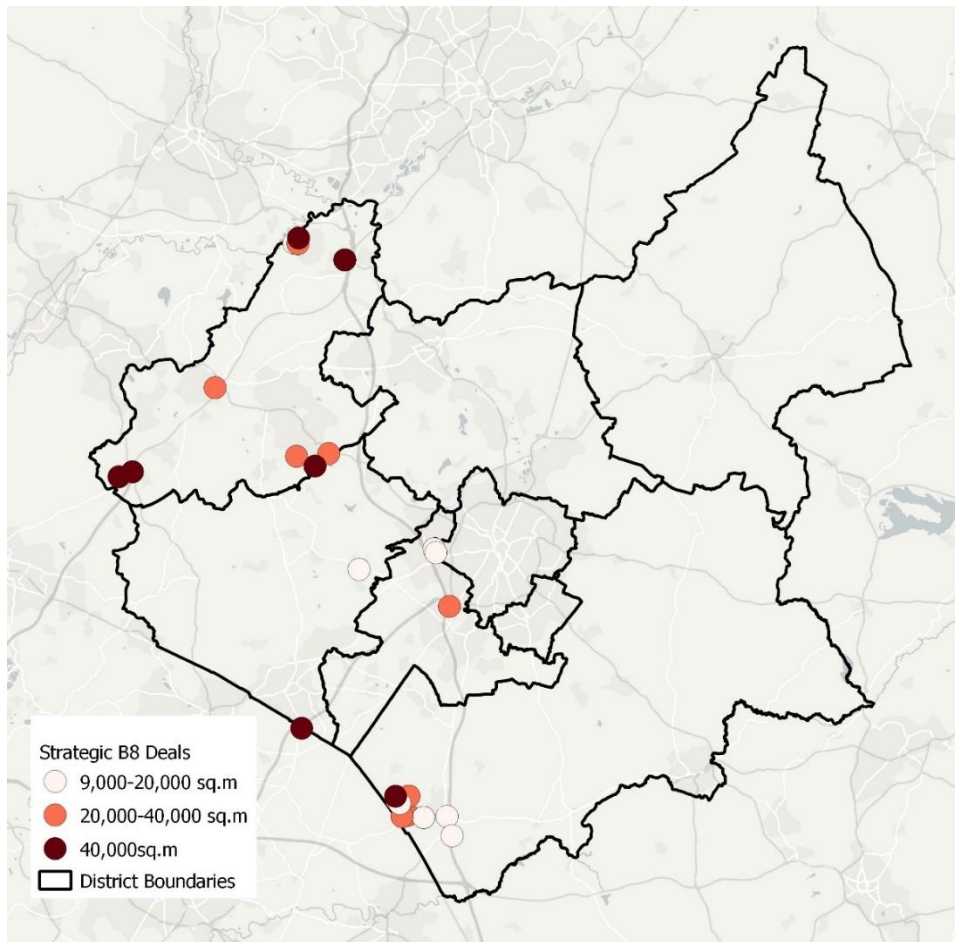 Strategic B8 Deals
9,000-20,000 sq.m
20,000-40,000 sq.m
40,000sq.m
District Boundaries